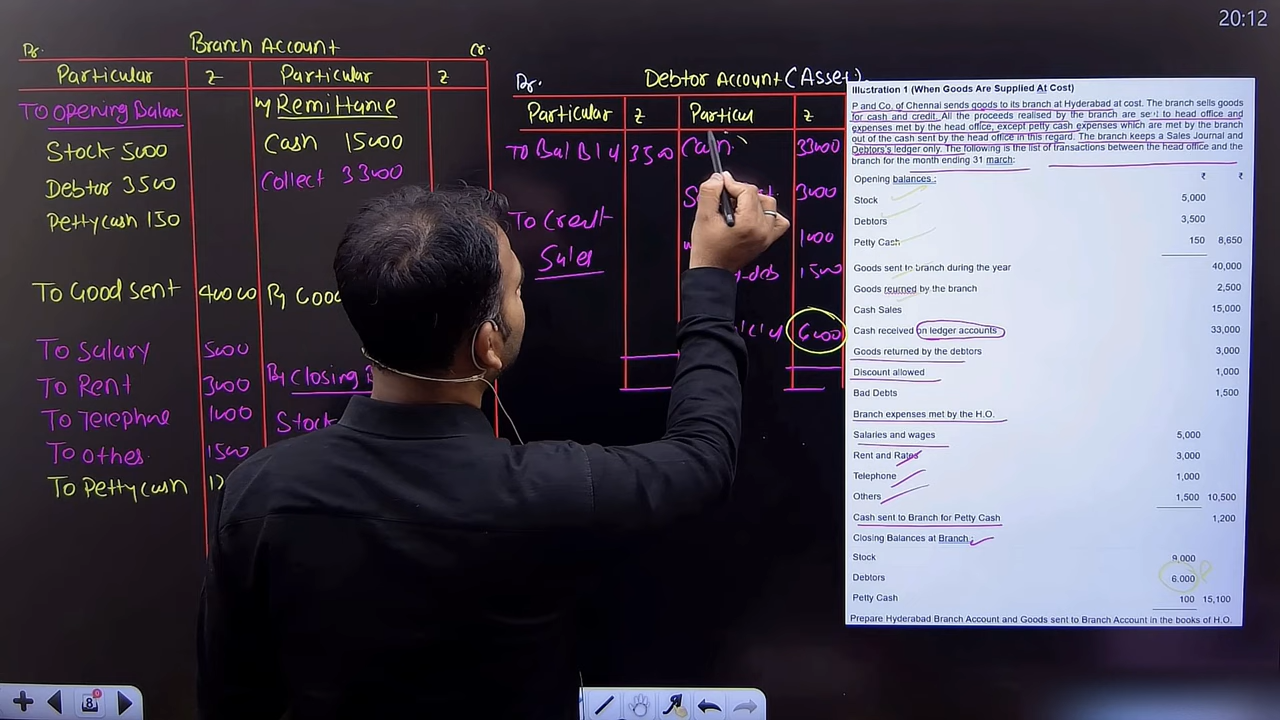 20:12
Dr. Branch Account Cr.
Particular ₹ Particular ₹
To Opening Balance
Stock 5000
Debtor 3500
Petty cash 150
To Good sent 40000
To Salary 5000
To Rent 3000
To Telephone 1000
To Othes. 1500
To Petty cash
By Remittance
Cash 15000
Collect 33000
By Good
By Closing
Stock
Dr. Debtor Account (Asset).
Particular ₹ Particu ₹
To Bal B/d 3500
To Credit
Sales
Cash 33000
3000
1000
1500
6000
Illustration 1 (When Goods Are Supplied At Cost)
P and Co. of Chennai sends goods to its branch at Hyderabad at cost. The branch sells goods
for cash and credit. All the proceeds realised by the branch are sent to head office and
expenses met by the head office, except petty cash expenses which are met by the branch
out of the cash sent by the head office in this regard. The branch keeps a Sales Journal and
Debtors's ledger only. The following is the list of transactions between the head office and the
branch for the month ending 31 march:
₹ ₹
Opening balances :
Stock 5,000
Debtors 3,500
Petty Cash 150 8,650
Goods sent to branch during the year 40,000
Goods reurned by the branch 2,500
Cash Sales 15,000
Cash received on ledger accounts 33,000
Goods returned by the debtors 3,000
Discount allowed 1,000
Bad Debts 1,500
Branch expenses met by the H.O.
Salaries and wages 5,000
Rent and Rates 3,000
Telephone 1,000
Others 1,500 10,500
Cash sent to Branch for Petty Cash 1,200
Closing Balances at Branch :
Stock 9,000
Debtors 6,000
Petty Cash 100 15,100
Prepare Hyderabad Branch Account and Goods sent to Branch Account in the books of H.O.
8